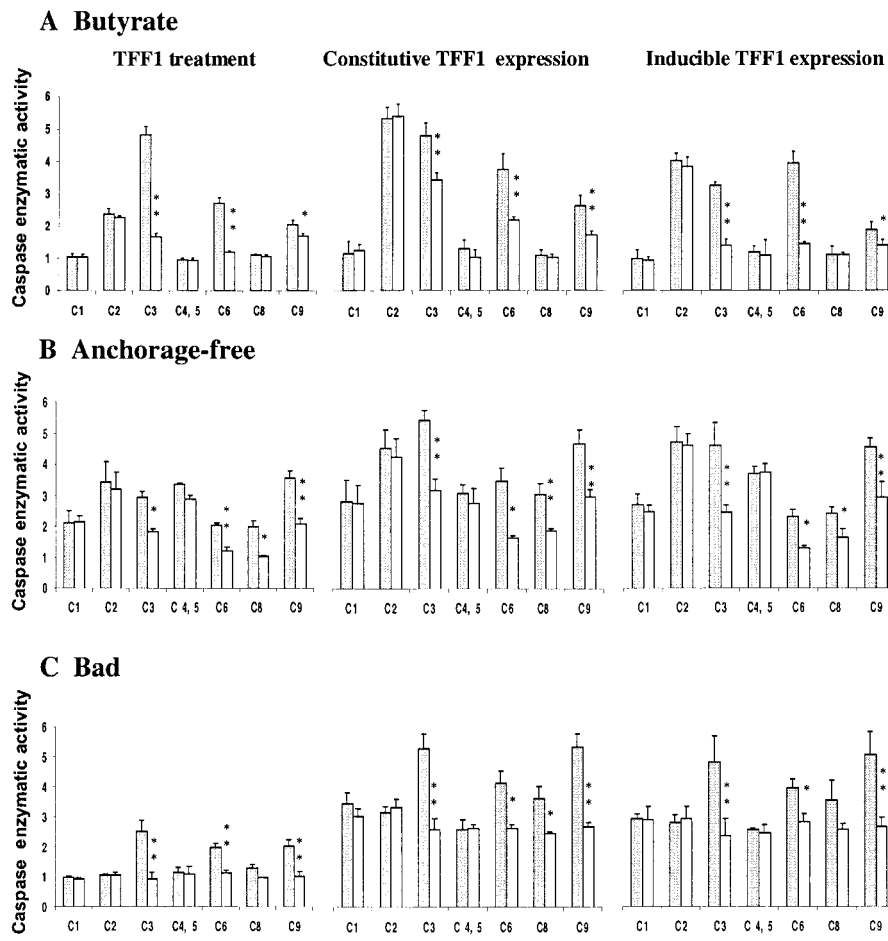 A Butyrate
TFF1 treatment Constitutive TFF1 expression Inducible TFF1 expression
Caspase enzymatic activity
6
5
4
3
2
1
0
* * * * *
* * * * * *
* * * * *
C1 C2 C3 C4, 5 C6 C8 C9
C1 C2 C3 C4, 5 C6 C8 C9
C1 C2 C3 C4, 5 C6 C8 C9
B Anchorage-free
Caspase enzymatic activity
6
5
4
3
2
1
0
* * * * * *
* * * * * * *
* * * * * *
C1 C2 C3 C 4, 5 C6 C8 C9
C1 C2 C3 C4, 5 C6 C8 C9
C1 C2 C3 C4, 5 C6 C8 C9
C Bad
Caspase enzymatic activity
6
5
4
3
2
1
0
* * * * * *
* * * * * *
* * * * *
C1 C2 C3 C4, 5 C6 C8 C9
C1 C2 C3 C 4, 5 C6 C8 C9
C1 C2 C3 C 4, 5 C6 C8 C9